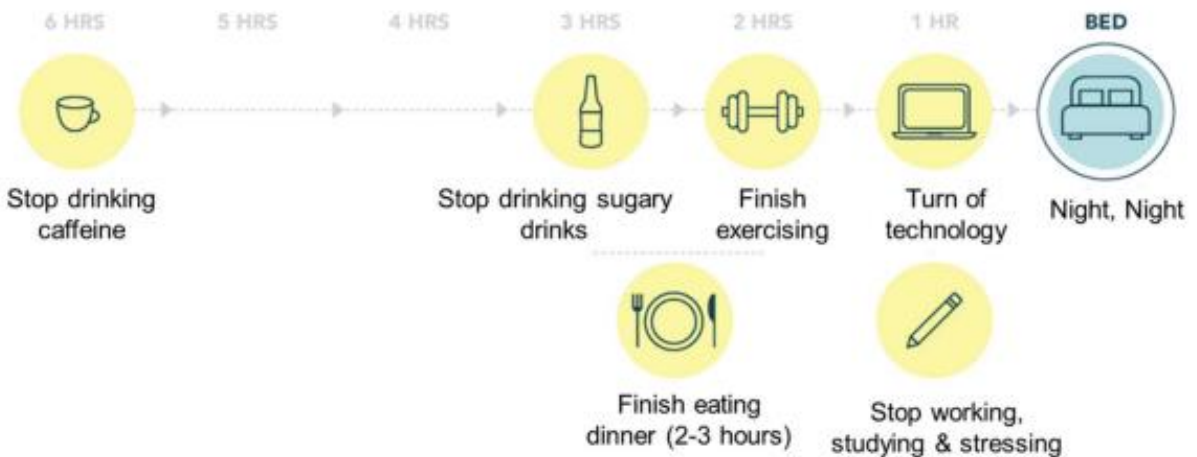 6 HRS 5 HRS 4 HRS 3 HRS 2 HRS 1 HR BED
Stop drinking
caffeine
Stop drinking sugary
drinks
Finish
exercising
Turn of
technology
Night, Night
Finish eating
dinner (2-3 hours)
Stop working,
studying & stressing